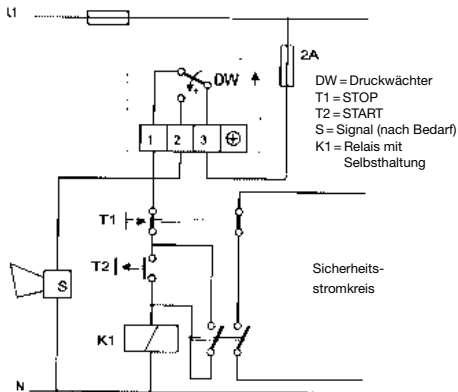 L1
2A
DW
DW = Druckwächter
T1 = STOP
T2 = START
S = Signal (nach Bedarf)
K1 = Relais mit
Selbsthaltung
1 2 3
T1
T2
Sicherheits-
stromkreis
S
K1
N